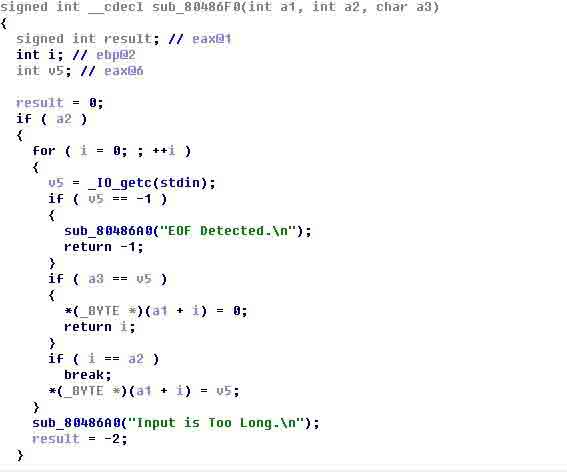 signed int __cdecl sub_80486F0(int a1, int a2, char a3)
{
  signed int result; // eax@1
  int i; // ebp@2
  int v5; // eax@6

  result = 0;
  if ( a2 )
  {
    for ( i = 0; ; ++i )
    {
      v5 = _IO_getc(stdin);
      if ( v5 == -1 )
      {
        sub_80486A0("EOF Detected.\n");
        return -1;
      }
      if ( a3 == v5 )
      {
        *(_BYTE *)(a1 + i) = 0;
        return i;
      }
      if ( i == a2 )
        break;
      *(_BYTE *)(a1 + i) = v5;
    }
    sub_80486A0("Input is Too Long.\n");
    result = -2;
  }